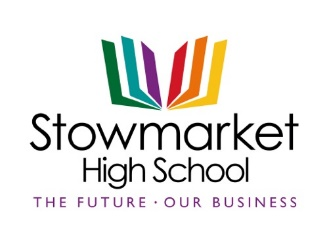 Stowmarket
High School
THE FUTURE · OUR BUSINESS